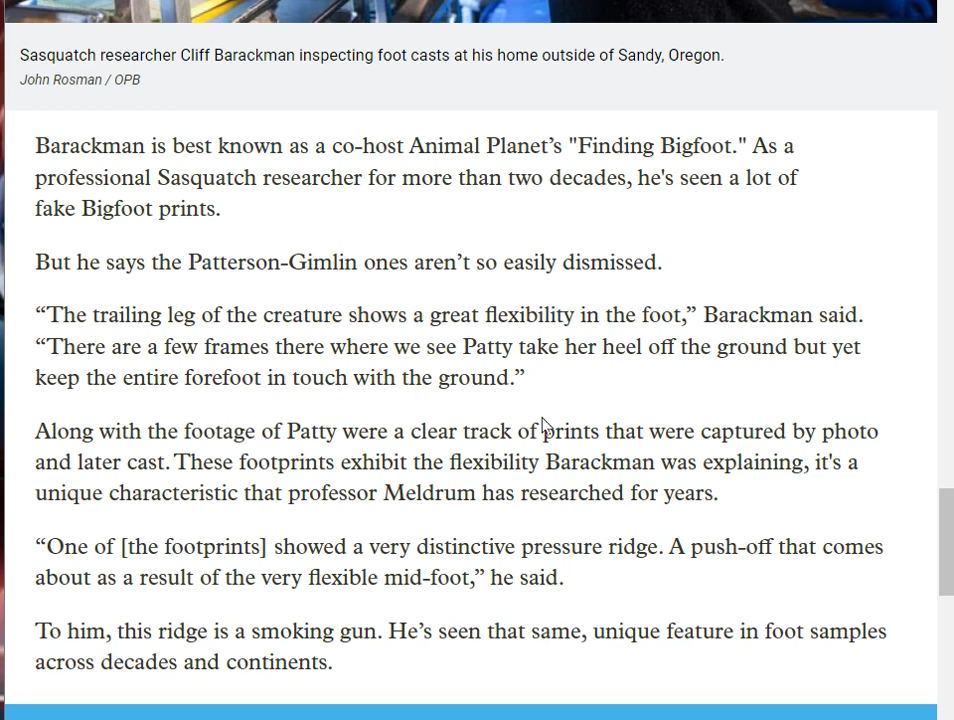 Sasquatch researcher Cliff Barackman inspecting foot casts at his home outside of Sandy, Oregon.
John Rosman / OPB
Barackman is best known as a co-host Animal Planet’s "Finding Bigfoot." As a
professional Sasquatch researcher for more than two decades, he's seen a lot of
fake Bigfoot prints.
But he says the Patterson-Gimlin ones aren’t so easily dismissed.
“The trailing leg of the creature shows a great flexibility in the foot,” Barackman said.
“There are a few frames there where we see Patty take her heel off the ground but yet
keep the entire forefoot in touch with the ground.”
Along with the footage of Patty were a clear track of prints that were captured by photo
and later cast. These footprints exhibit the flexibility Barackman was explaining, it's a
unique characteristic that professor Meldrum has researched for years.
“One of [the footprints] showed a very distinctive pressure ridge. A push-off that comes
about as a result of the very flexible mid-foot,” he said.
To him, this ridge is a smoking gun. He’s seen that same, unique feature in foot samples
across decades and continents.